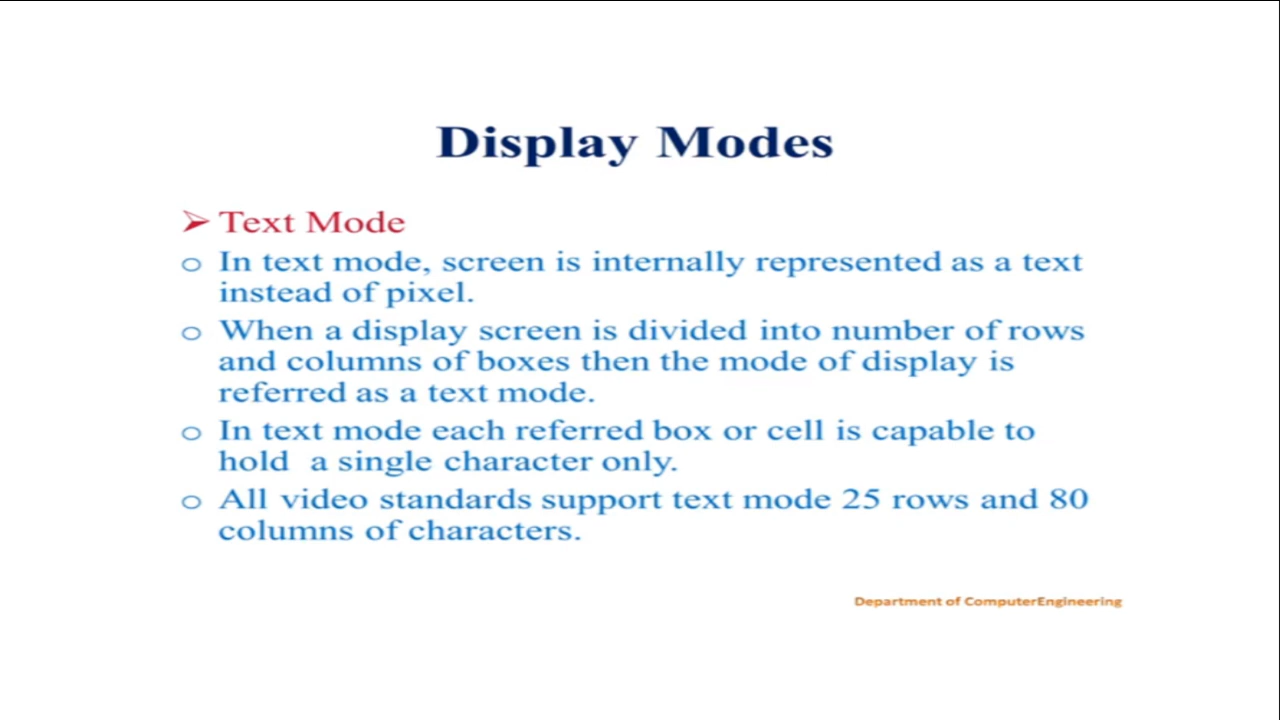 Display Modes
➢ Text Mode
o In text mode, screen is internally represented as a text
instead of pixel.
o When a display screen is divided into number of rows
and columns of boxes then the mode of display is
referred as a text mode.
o In text mode each referred box or cell is capable to
hold  a single character only.
o All video standards support text mode 25 rows and 80
columns of characters.
Department of ComputerEngineering